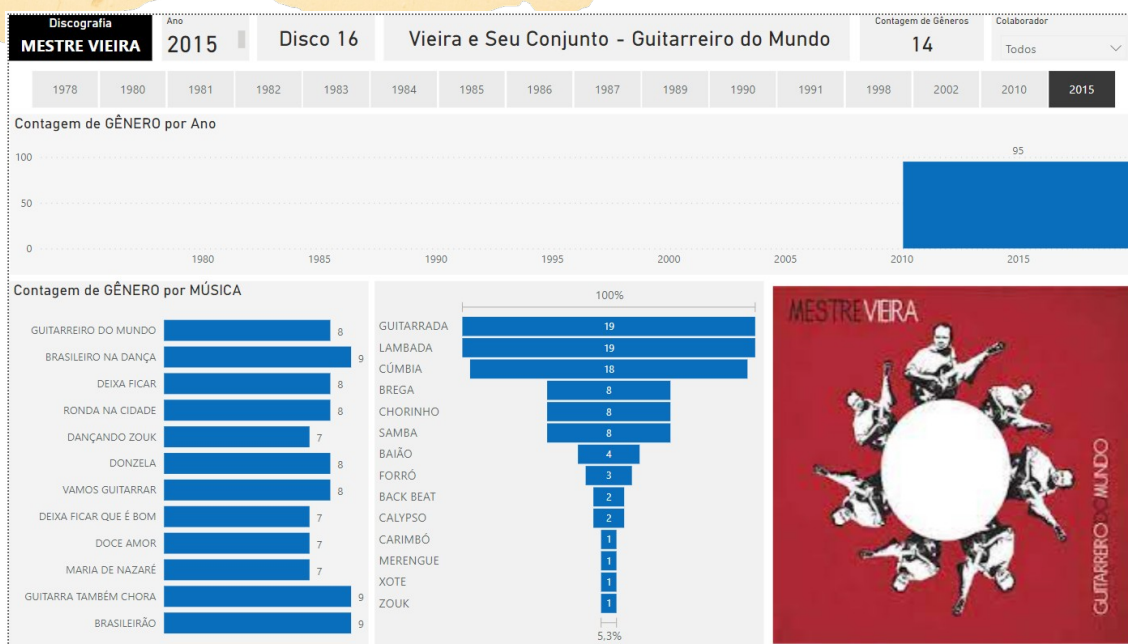 Discografia
MESTRE VIEIRA
Ano
2015
Disco 16
Vieira e Seu Conjunto - Guitarreiro do Mundo
Contagem de Gêneros
14
Colaborador
Todos
1978 1980 1981 1982 1983 1984 1985 1986 1987 1989 1990 1991 1998 2002 2010 2015
Contagem de GÊNERO por Ano
100
95
50
0
1980 1985 1990 1995 2000 2005 2010 2015
Contagem de GÊNERO por MÚSICA
GUITARREIRO DO MUNDO 8
BRASILEIRO NA DANÇA 9
DEIXA FICAR 8
RONDA NA CIDADE 8
DANÇANDO ZOUK 7
DONZELA 8
VAMOS GUITARRAR 8
DEIXA FICAR QUE É BOM 7
DOCE AMOR 7
MARIA DE NAZARÉ 7
GUITARRA TAMBÉM CHORA 9
BRASILEIRÃO 9
100%
GUITARRADA 19
LAMBADA 19
CÚMBIA 18
BREGA 8
CHORINHO 8
SAMBA 8
BAIÃO 4
FORRÓ 3
BACK BEAT 2
CALYPSO 2
CARIMBÓ 1
MERENGUE 1
XOTE 1
ZOUK 1
5,3%
MESTRE VIEIRA
GUITARRERO DO MUNDO